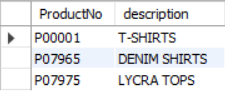 ProductNo description
P00001 T-SHIRTS
P07965 DENIM SHIRTS
P07975 LYCRA TOPS